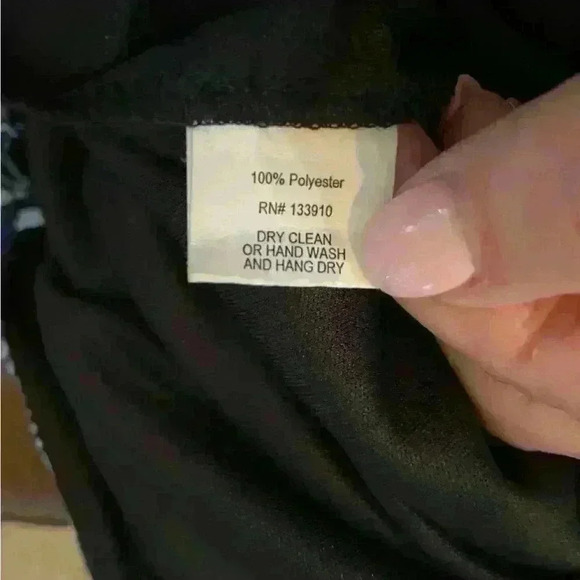 100% Polyester
RN# 133910
DRY CLEAN
OR HAND WASH
AND HANG DRY